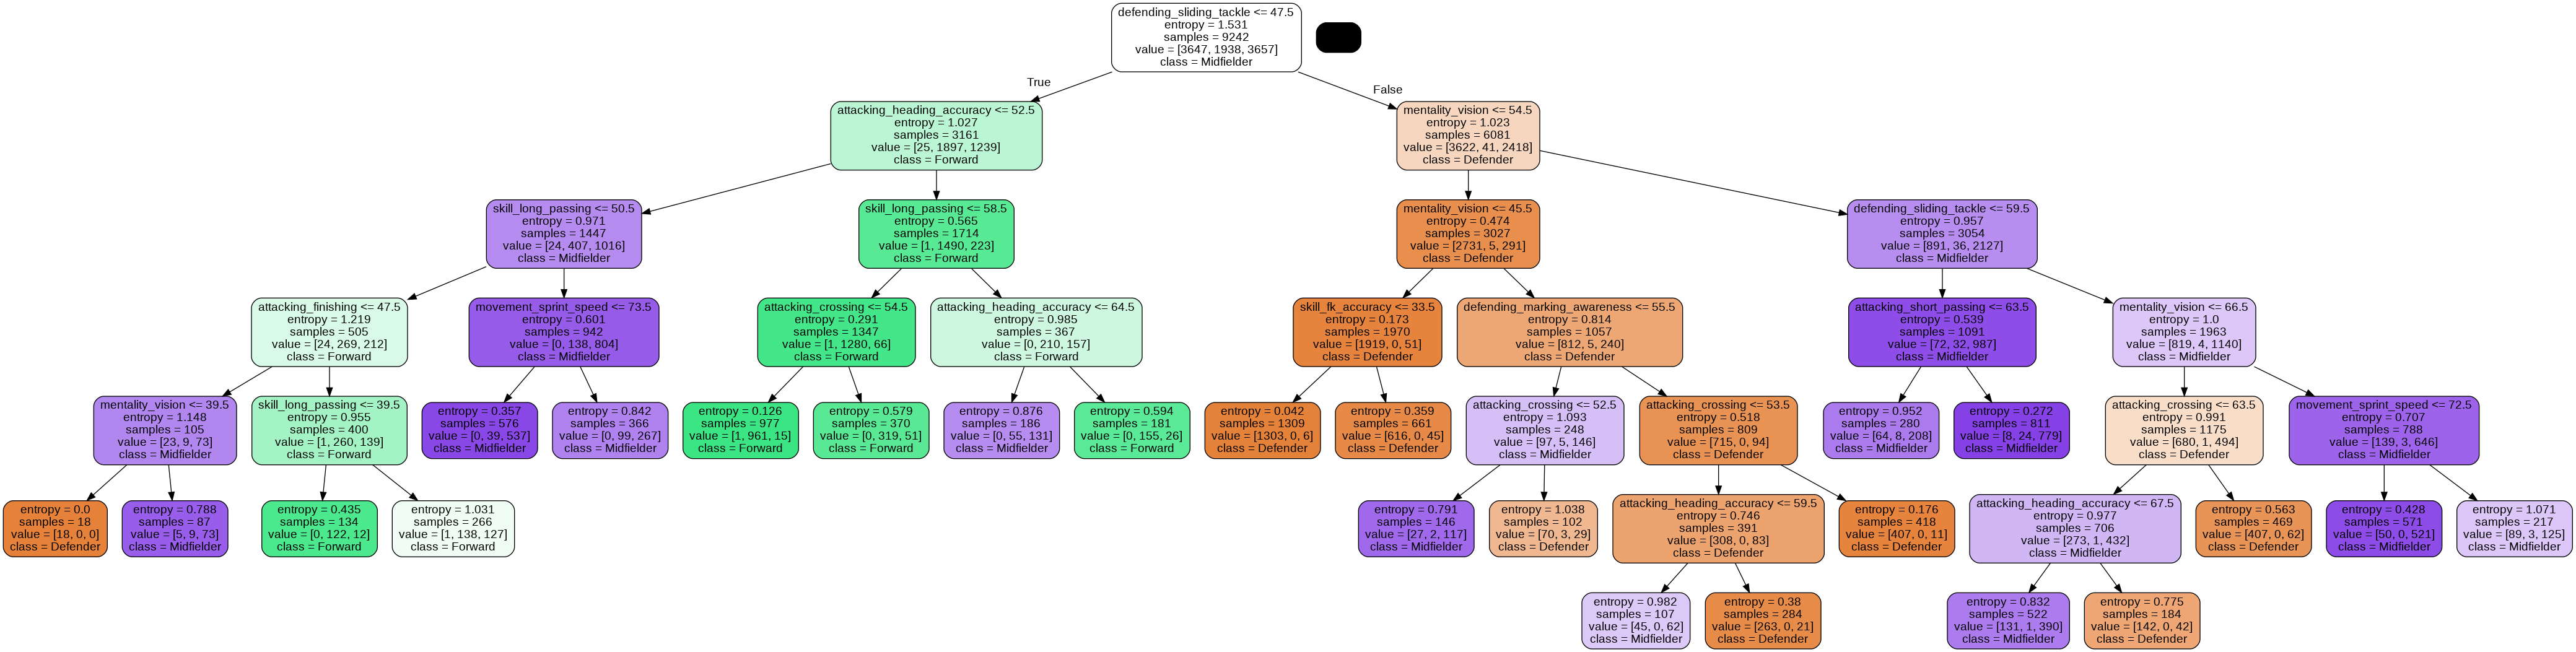 defending_sliding_tackle <= 47.5
entropy = 1.531
samples = 9242
value = [3647, 1938, 3657]
class = Midfielder
True
False
attacking_heading_accuracy <= 52.5
entropy = 1.027
samples = 3161
value = [25, 1897, 1239]
class = Forward
mentality_vision <= 54.5
entropy = 1.023
samples = 6081
value = [3622, 41, 2418]
class = Defender
skill_long_passing <= 50.5
entropy = 0.971
samples = 1447
value = [24, 407, 1016]
class = Midfielder
skill_long_passing <= 58.5
entropy = 0.565
samples = 1714
value = [1, 1490, 223]
class = Forward
mentality_vision <= 45.5
entropy = 0.474
samples = 3027
value = [2731, 5, 291]
class = Defender
defending_sliding_tackle <= 59.5
entropy = 0.957
samples = 3054
value = [891, 36, 2127]
class = Midfielder
attacking_finishing <= 47.5
entropy = 1.219
samples = 505
value = [24, 269, 212]
class = Forward
movement_sprint_speed <= 73.5
entropy = 0.601
samples = 942
value = [0, 138, 804]
class = Midfielder
attacking_crossing <= 54.5
entropy = 0.291
samples = 1347
value = [1, 1280, 66]
class = Forward
attacking_heading_accuracy <= 64.5
entropy = 0.985
samples = 367
value = [0, 210, 157]
class = Forward
skill_fk_accuracy <= 33.5
entropy = 0.173
samples = 1970
value = [1919, 0, 51]
class = Defender
defending_marking_awareness <= 55.5
entropy = 0.814
samples = 1057
value = [812, 5, 240]
class = Defender
attacking_short_passing <= 63.5
entropy = 0.539
samples = 1091
value = [72, 32, 987]
class = Midfielder
mentality_vision <= 66.5
entropy = 1.0
samples = 1963
value = [819, 4, 1140]
class = Midfielder
mentality_vision <= 39.5
entropy = 1.148
samples = 105
value = [23, 9, 73]
class = Midfielder
skill_long_passing <= 39.5
entropy = 0.955
samples = 400
value = [1, 260, 139]
class = Forward
entropy = 0.357
samples = 576
value = [0, 39, 537]
class = Midfielder
entropy = 0.842
samples = 366
value = [0, 99, 267]
class = Midfielder
entropy = 0.126
samples = 977
value = [1, 961, 15]
class = Forward
entropy = 0.579
samples = 370
value = [0, 319, 51]
class = Forward
entropy = 0.876
samples = 186
value = [0, 55, 131]
class = Midfielder
entropy = 0.594
samples = 181
value = [0, 155, 26]
class = Forward
entropy = 0.042
samples = 1309
value = [1303, 0, 6]
class = Defender
entropy = 0.359
samples = 661
value = [616, 0, 45]
class = Defender
attacking_crossing <= 52.5
entropy = 1.093
samples = 248
value = [97, 5, 146]
class = Midfielder
attacking_crossing <= 53.5
entropy = 0.518
samples = 809
value = [715, 0, 94]
class = Defender
entropy = 0.952
samples = 280
value = [64, 8, 208]
class = Midfielder
entropy = 0.272
samples = 811
value = [8, 24, 779]
class = Midfielder
attacking_crossing <= 63.5
entropy = 0.991
samples = 1175
value = [680, 1, 494]
class = Defender
movement_sprint_speed <= 72.5
entropy = 0.707
samples = 788
value = [139, 3, 646]
class = Midfielder
entropy = 0.0
samples = 18
value = [18, 0, 0]
class = Defender
entropy = 0.788
samples = 87
value = [5, 9, 73]
class = Midfielder
entropy = 0.435
samples = 134
value = [0, 122, 12]
class = Forward
entropy = 1.031
samples = 266
value = [1, 138, 127]
class = Forward
entropy = 0.791
samples = 146
value = [27, 2, 117]
class = Midfielder
entropy = 1.038
samples = 102
value = [70, 3, 29]
class = Defender
attacking_heading_accuracy <= 59.5
entropy = 0.746
samples = 391
value = [308, 0, 83]
class = Defender
entropy = 0.176
samples = 418
value = [407, 0, 11]
class = Defender
attacking_heading_accuracy <= 67.5
entropy = 0.977
samples = 706
value = [273, 1, 432]
class = Midfielder
entropy = 0.563
samples = 469
value = [407, 0, 62]
class = Defender
entropy = 0.428
samples = 571
value = [50, 0, 521]
class = Midfielder
entropy = 1.071
samples = 217
value = [89, 3, 125]
class = Midfielder
entropy = 0.982
samples = 107
value = [45, 0, 62]
class = Midfielder
entropy = 0.38
samples = 284
value = [263, 0, 21]
class = Defender
entropy = 0.832
samples = 522
value = [131, 1, 390]
class = Midfielder
entropy = 0.775
samples = 184
value = [142, 0, 42]
class = Defender